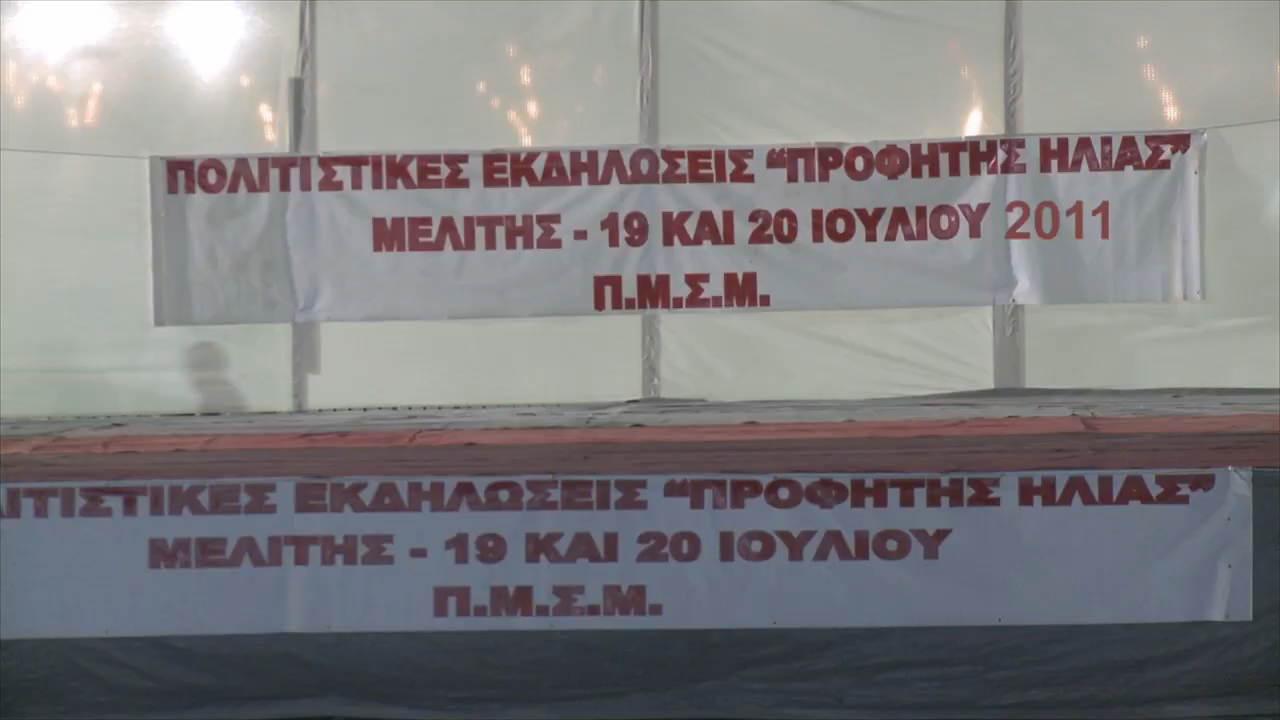 ΠΟΛΙΤΙΣΤΙΚΕΣ ΕΚΔΗΛΩΣΕΙΣ “ΠΡΟΦΗΤΗΣ ΗΛΙΑΣ”
ΜΕΛΙΤΗΣ - 19 ΚΑΙ 20 ΙΟΥΛΙΟΥ 2011
Π.Μ.Σ.Μ.
ΛΙΤΙΣΤΙΚΕΣ ΕΚΔΗΛΩΣΕΙΣ “ΠΡΟΦΗΤΗΣ ΗΛΙΑΣ”
ΜΕΛΙΤΗΣ - 19 ΚΑΙ 20 ΙΟΥΛΙΟΥ
Π.Μ.Σ.Μ.